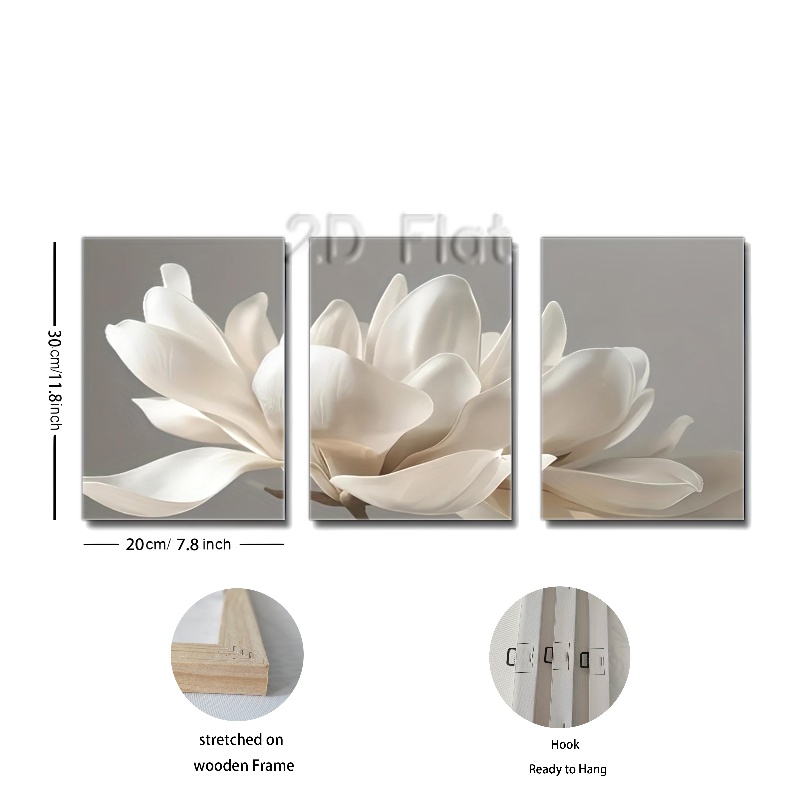 2D Flat
30cm/11.8inch
20cm/ 7.8 inch
stretched on
wooden Frame
Hook
Ready to Hang